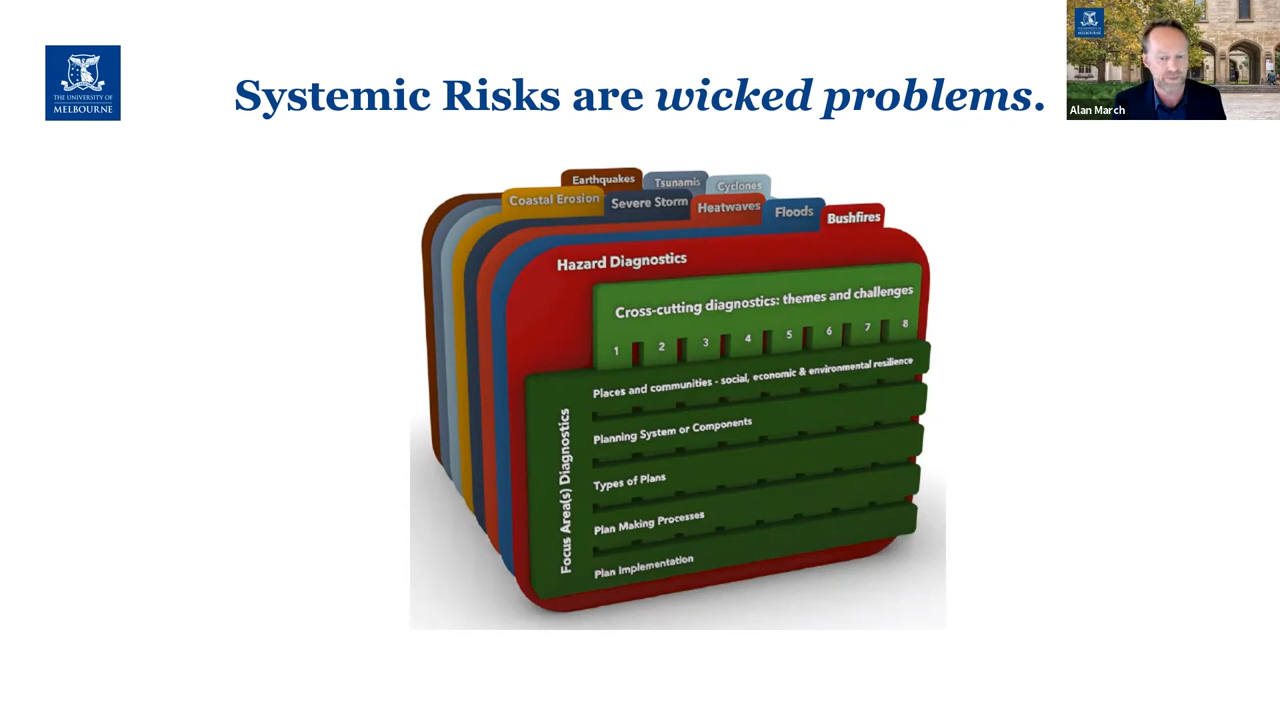 THE UNIVERSITY OF
MELBOURNE
Systemic Risks are wicked problems.
Alan March
Earthquakes
Tsunamis
Cyclones
Coastal Erosion
Severe Storm
Heatwaves
Floods
Bushfires
Hazard Diagnostics
Cross-cutting diagnostics: themes and challenges
1 2 3 4 5 6 7 8
Focus Area(s) Diagnostics
Places and communities - social, economic & environmental resilience
Planning System or Components
Types of Plans
Plan Making Processes
Plan Implementation